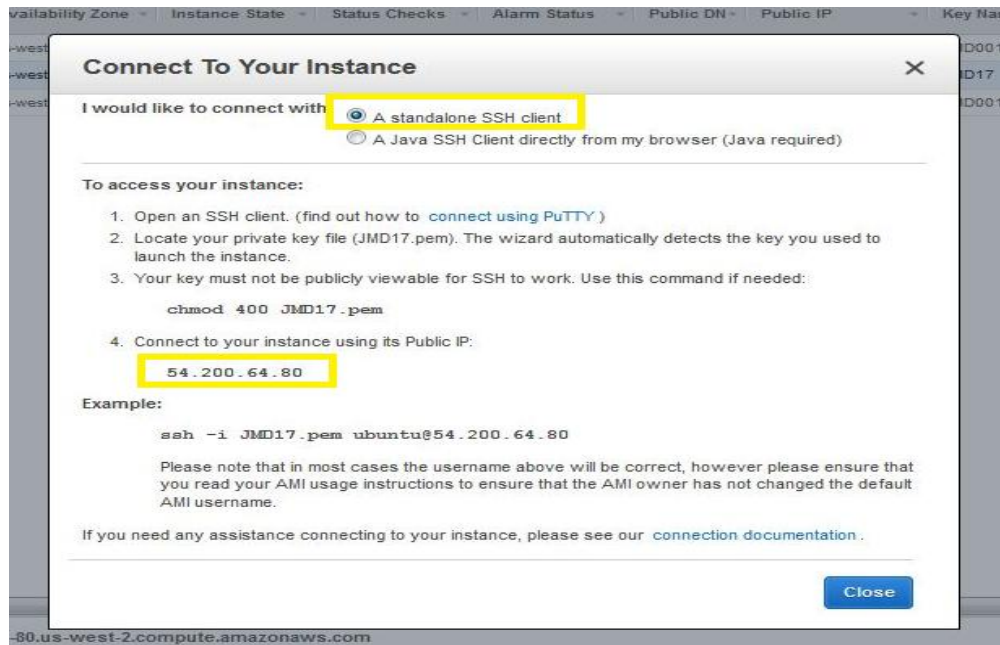 vailability Zone Instance State Status Checks Alarm Status Public DN Public IP Key Na
-west D001
-west D17
-west D001
Connect To Your Instance
I would like to connect with
A standalone SSH client
A Java SSH Client directly from my browser (Java required)
To access your instance:
1. Open an SSH client. (find out how to connect using PuTTY )
2. Locate your private key file (JMD17.pem). The wizard automatically detects the key you used to
launch the instance.
3. Your key must not be publicly viewable for SSH to work. Use this command if needed:
chmod 400 JMD17.pem
4. Connect to your instance using its Public IP:
54.200.64.80
Example:
ssh -i JMD17.pem ubuntu@54.200.64.80
Please note that in most cases the username above will be correct, however please ensure that
you read your AMI usage instructions to ensure that the AMI owner has not changed the default
AMI username.
If you need any assistance connecting to your instance, please see our connection documentation .
Close
-80.us-west-2.compute.amazonaws.com